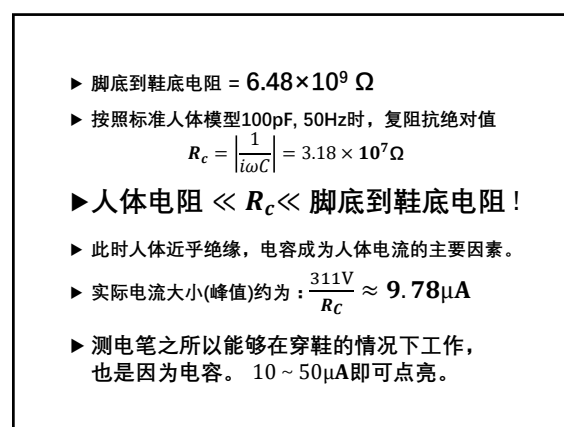 ▶ 脚底到鞋底电阻 = 6.48×10⁹ Ω
▶ 按照标准人体模型100pF, 50Hz时，复阻抗绝对值
R_c = |1/(iωC)| = 3.18 × 10⁷Ω
▶人体电阻 ≪ R_c≪ 脚底到鞋底电阻！
▶ 此时人体近乎绝缘，电容成为人体电流的主要因素。
▶ 实际电流大小(峰值)约为：311V/R_C ≈ 9.78μA
▶ 测电笔之所以能够在穿鞋的情况下工作，
也是因为电容。 10 ~ 50μA即可点亮。